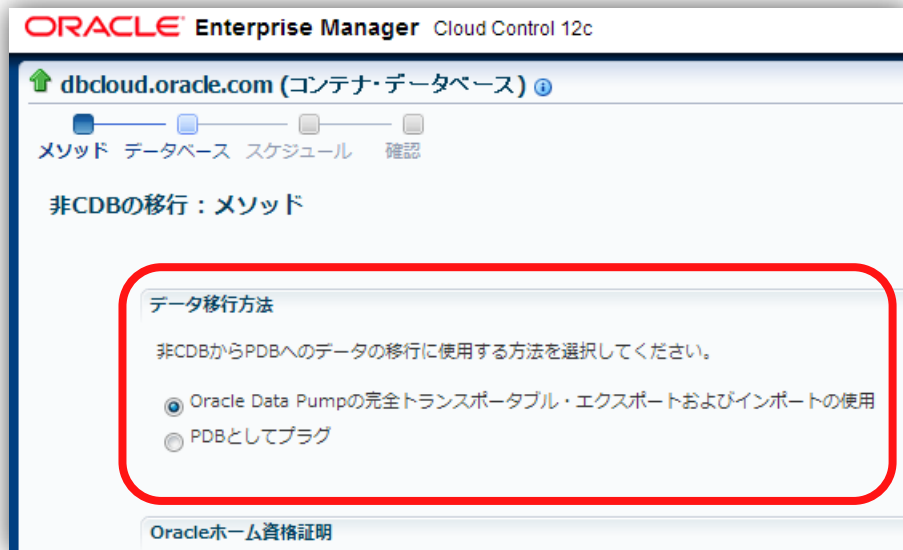 ORACLE Enterprise Manager Cloud Control 12c
dbcloud.oracle.com (コンテナ・データベース)
メソッド データベース スケジュール 確認
非CDBの移行：メソッド
データ移行方法
非CDBからPDBへのデータの移行に使用する方法を選択してください。
Oracle Data Pumpの完全トランスポータブル・エクスポートおよびインポートの使用
PDBとしてプラグ
Oracleホーム資格証明